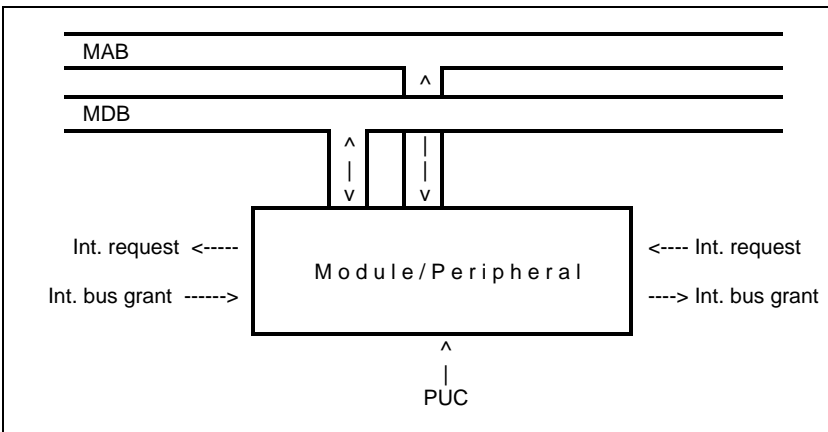 MAB
^
MDB
^ |
| |
v v
Int. request <----- <---- Int. request
Module/Peripheral
Int. bus grant ------> ----> Int. bus grant
^
|
PUC